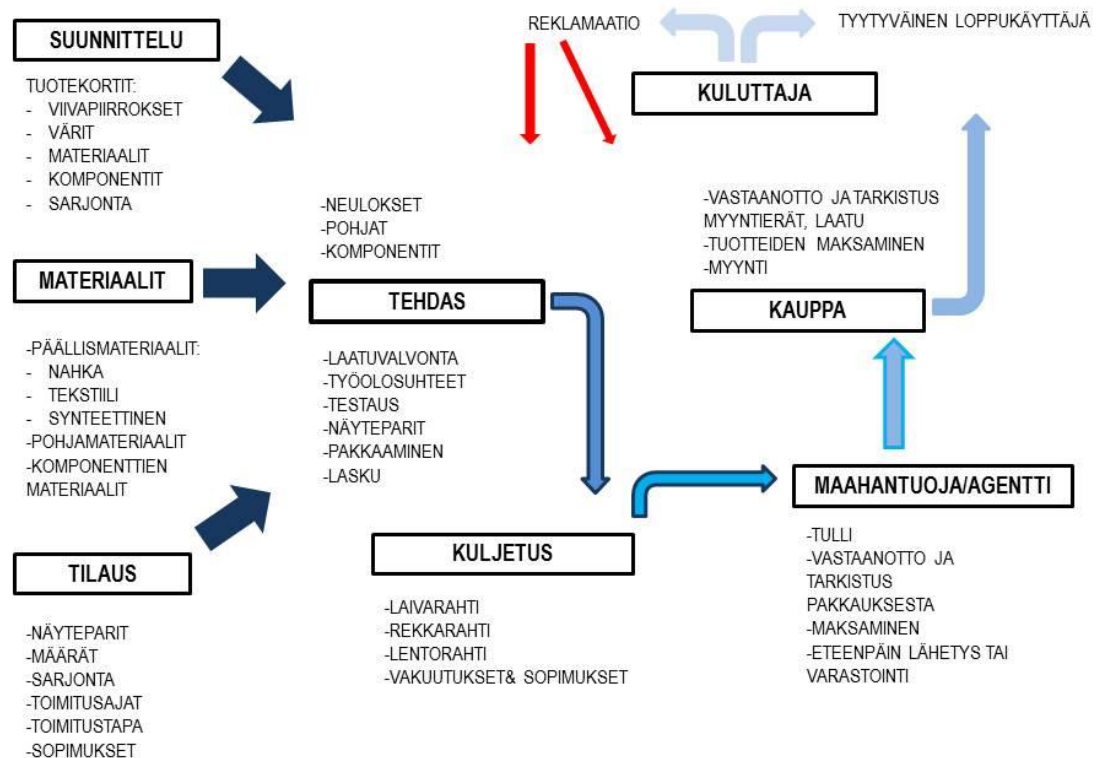 SUUNNITTELU
TUOTEKORTIT:
- VIIVAPIIRROKSET
- VÄRIT
- MATERIAALIT
- KOMPONENTIT
- SARJONTA
MATERIAALIT
-PÄÄLLISMATERIAALIT:
- NAHKA
- TEKSTIILI
- SYNTEETTINEN
-POHJAMATERIAALIT
-KOMPONENTTIEN
MATERIAALIT
TILAUS
-NÄYTEPARIT
-MÄÄRÄT
-SARJONTA
-TOIMITUSAJAT
-TOIMITUSTAPA
-SOPIMUKSET
-NEULOKSET
-POHJAT
-KOMPONENTIT
TEHDAS
-LAATUVALVONTA
-TYÖOLOSUHTEET
-TESTAUS
-NÄYTEPARIT
-PAKKAAMINEN
-LASKU
KULJETUS
-LAIVARAHTI
-REKKARAHTI
-LENTORAHTI
-VAKUUTUKSET& SOPIMUKSET
MAAHANTUOJA/AGENTTI
-TULLI
-VASTAANOTTO JA
TARKISTUS
PAKKAUKSESTA
-MAKSAMINEN
-ETEENPÄIN LÄHETYS TAI
VARASTOINTI
-VASTAANOTTO JA TARKISTUS
MYYNTIERÄT, LAATU
-TUOTTEIDEN MAKSAMINEN
-MYYNTI
KAUPPA
KULUTTAJA
REKLAMAATIO
TYYTYVÄINEN LOPPUKÄYTTÄJÄ